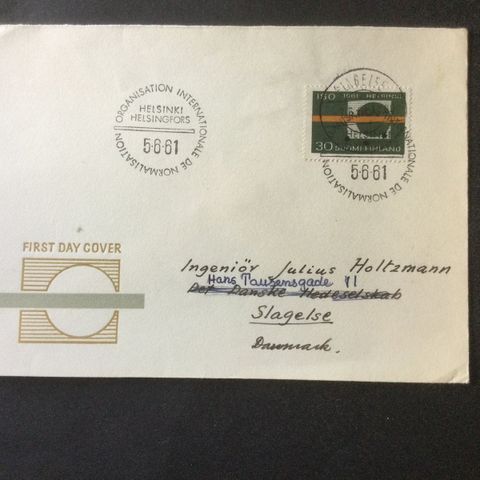 ORGANISATION INTERNATIONALE DE NORMALISATION
HELSINKI
HELSINGFORS
5·6·61
ISO 1961 HELSINKI
30 SUOMI-FINLAND
5·6·61
FIRST DAY COVER
Ingeniör Julius Holtzmann
Hans Tausensgade 11
Det Danske Hedeselskab
Slagelse
Danmark.